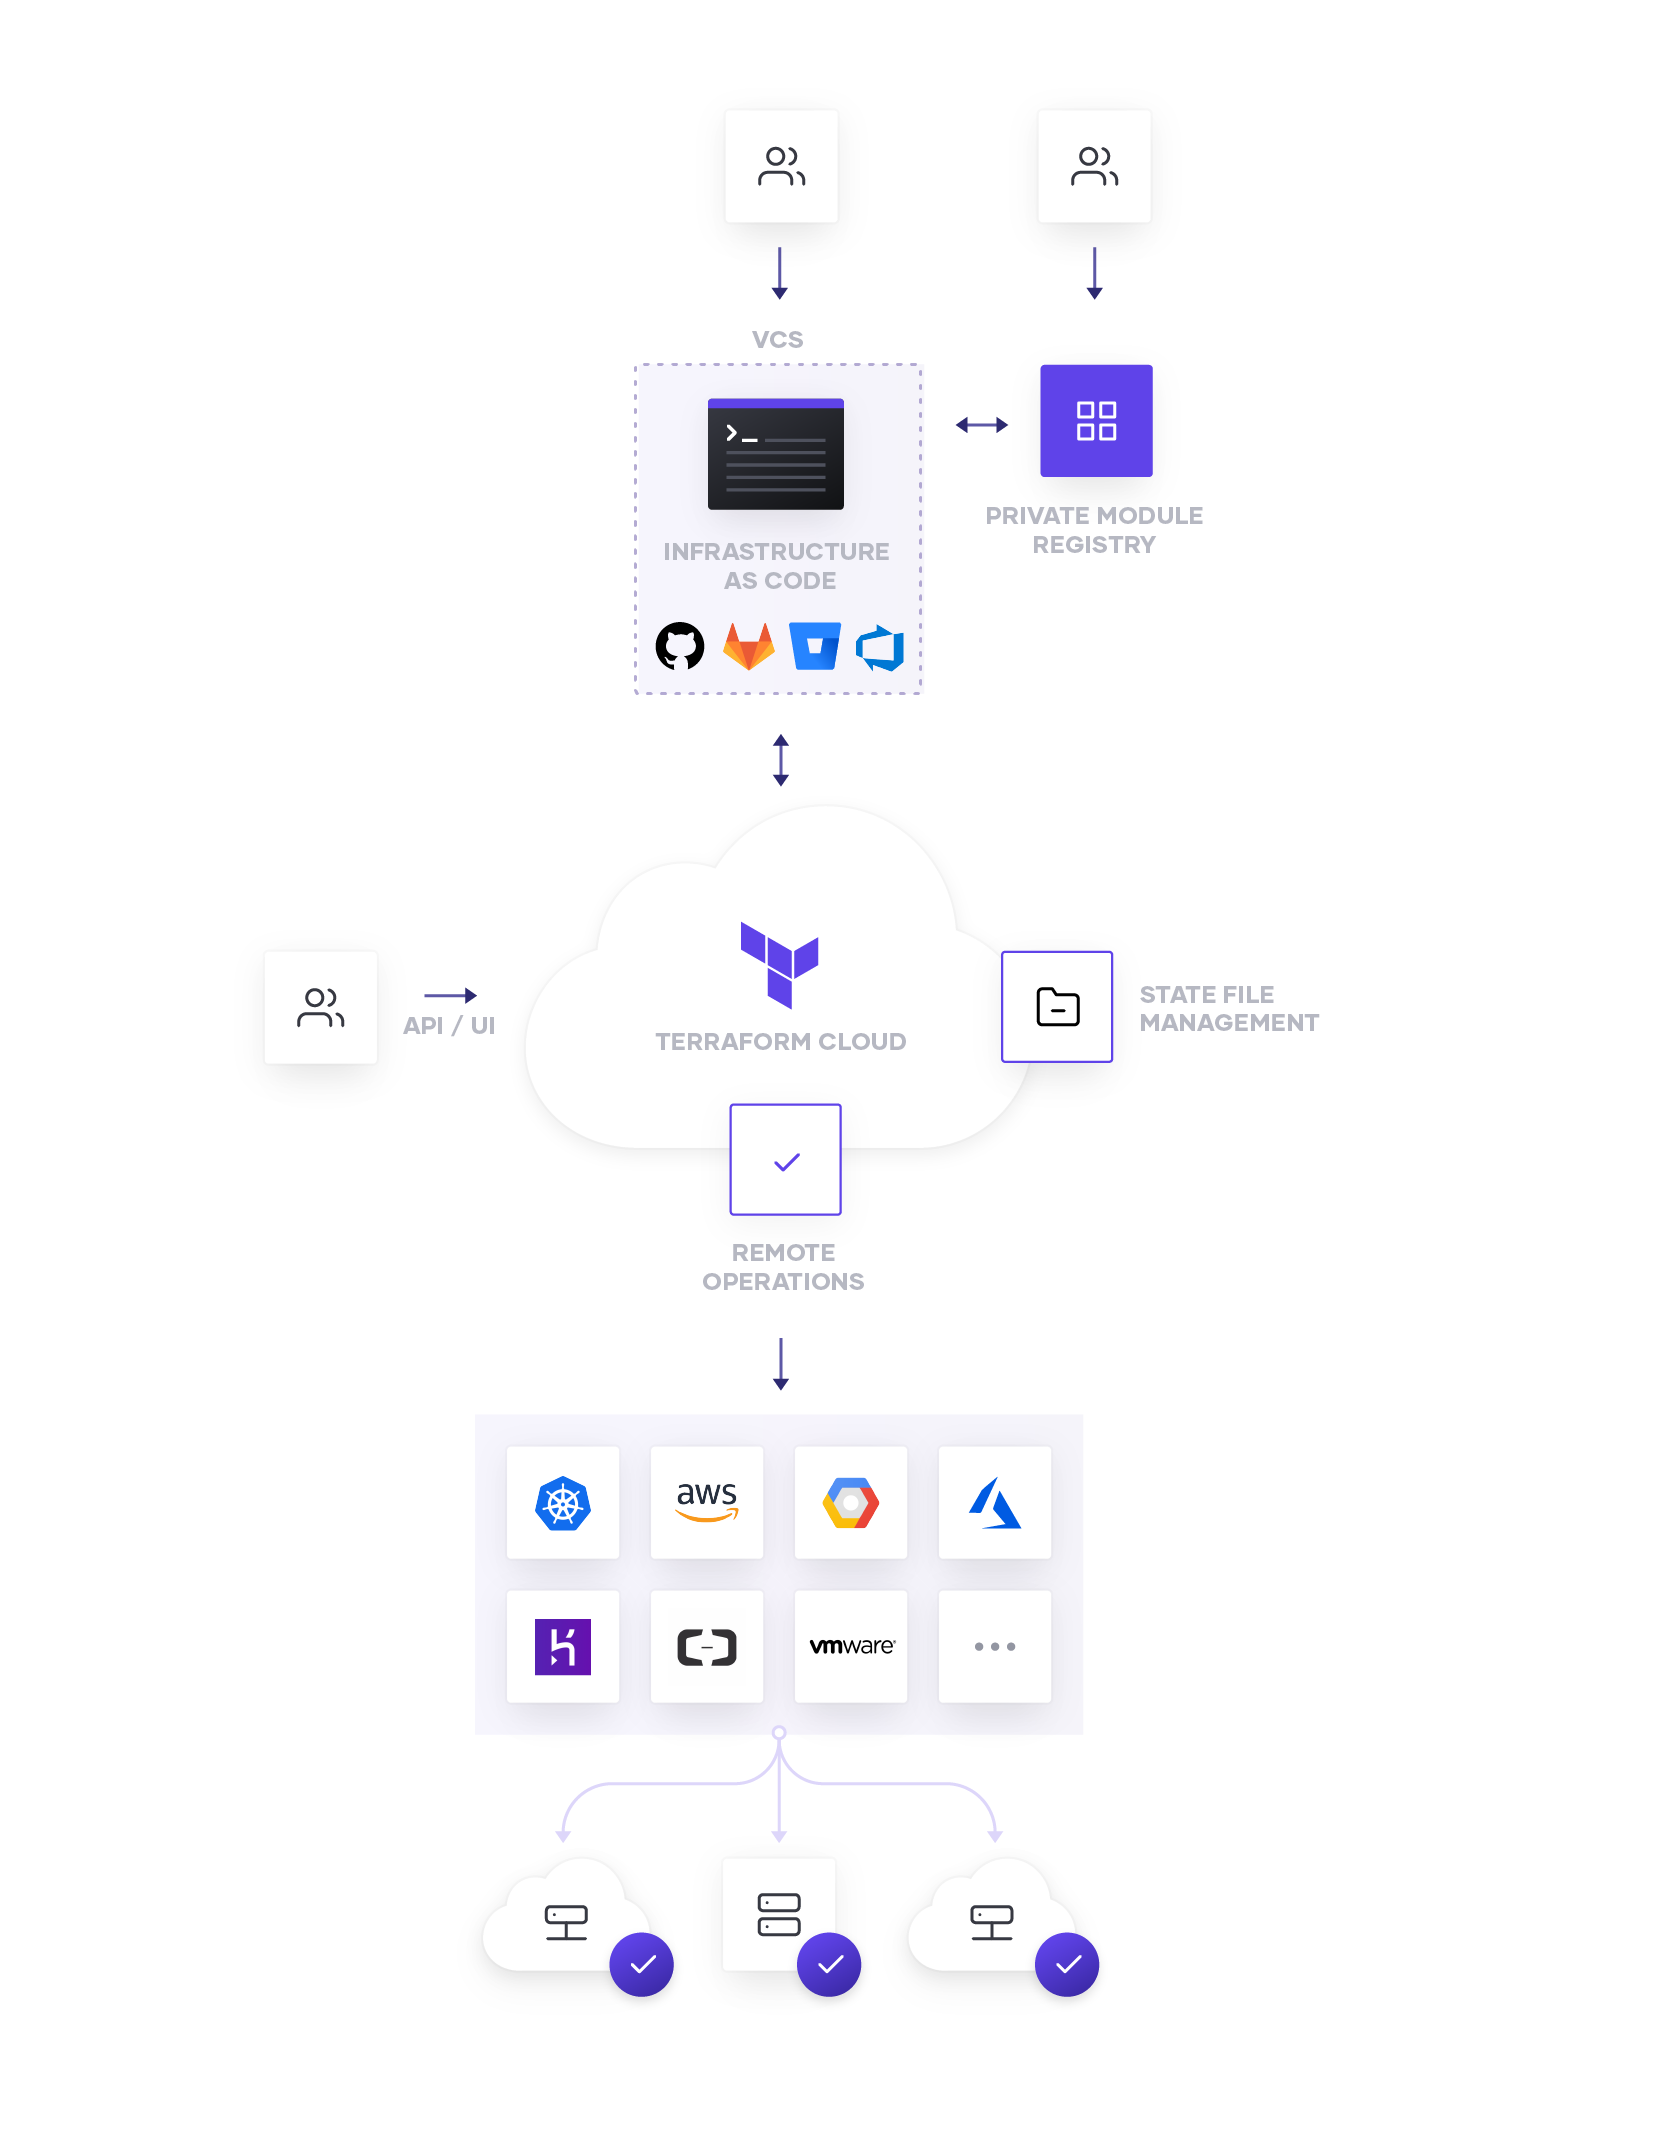 VCS
INFRASTRUCTURE
AS CODE
PRIVATE MODULE
REGISTRY
API / UI
TERRAFORM CLOUD
STATE FILE
MANAGEMENT
REMOTE
OPERATIONS
aws
vmware®